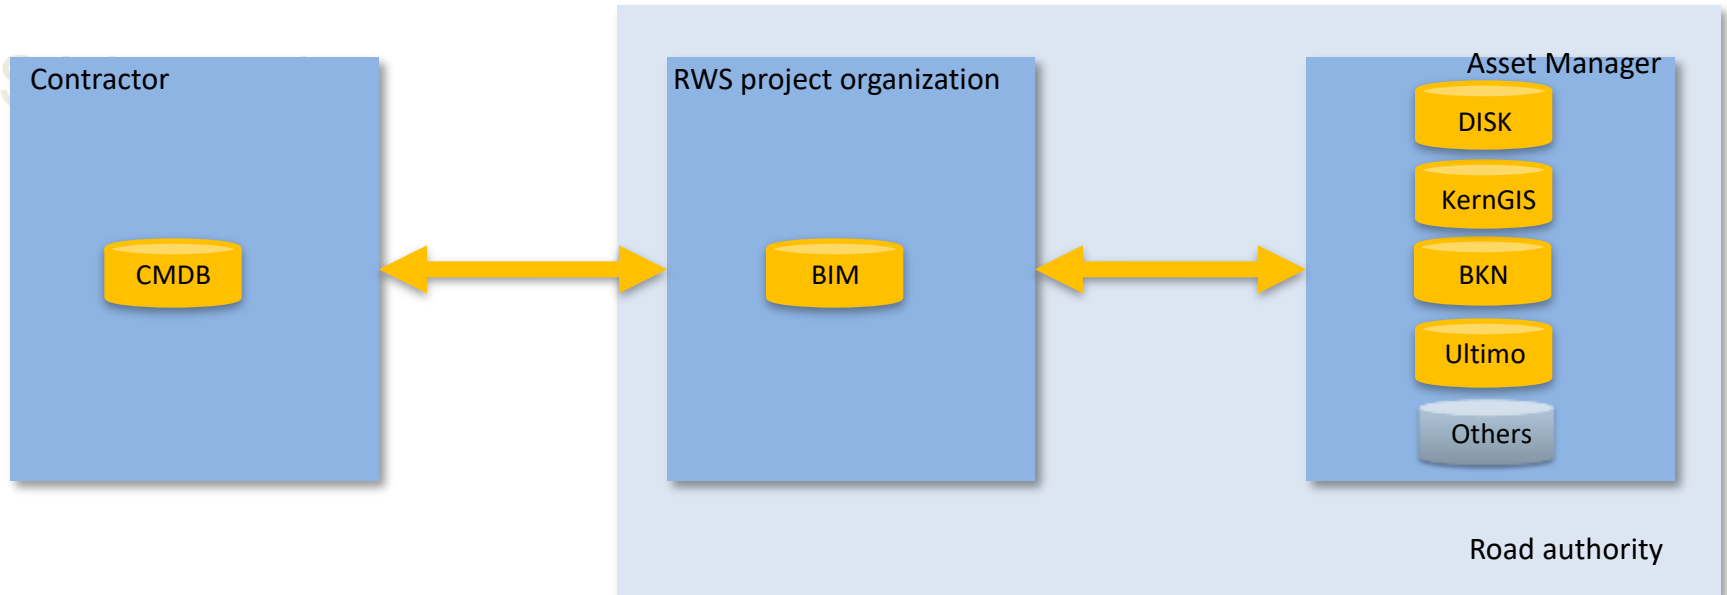 Contractor
CMDB
RWS project organization
BIM
Asset Manager
DISK
KernGIS
BKN
Ultimo
Others
Road authority